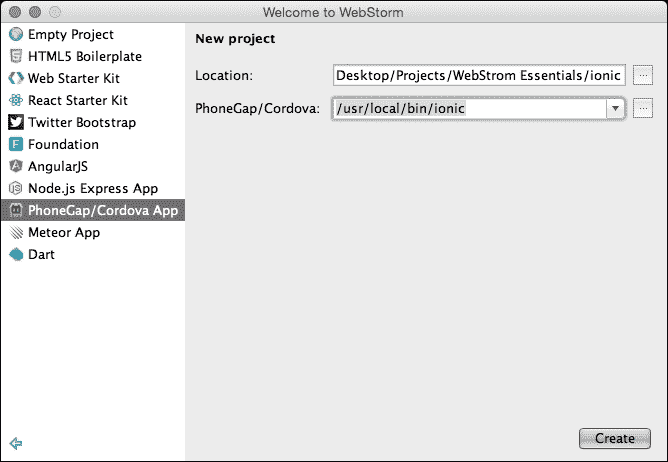 Welcome to WebStorm
Empty Project
HTML5 Boilerplate
Web Starter Kit
React Starter Kit
Twitter Bootstrap
F Foundation
AngularJS
Node.js Express App
PhoneGap/Cordova App
Meteor App
Dart
New project
Location: Desktop/Projects/WebStrom Essentials/ionic ...
PhoneGap/Cordova: /usr/local/bin/ionic ...
Create